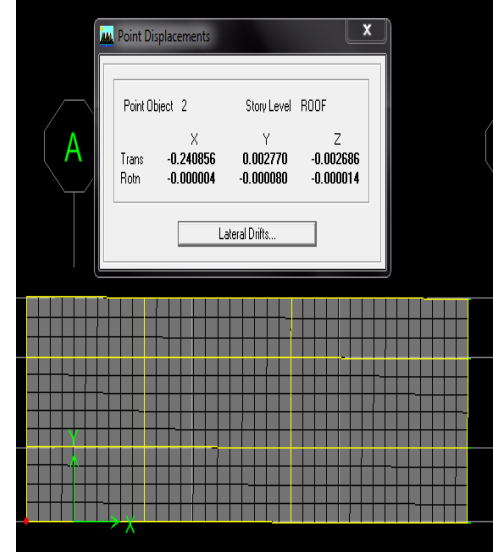 Point Displacements
X
Point Object 2 Story Level ROOF
X Y Z
Trans -0.240856 0.002770 -0.002686
Rotn -0.000004 -0.000080 -0.000014
Lateral Drifts...
A
Y
X